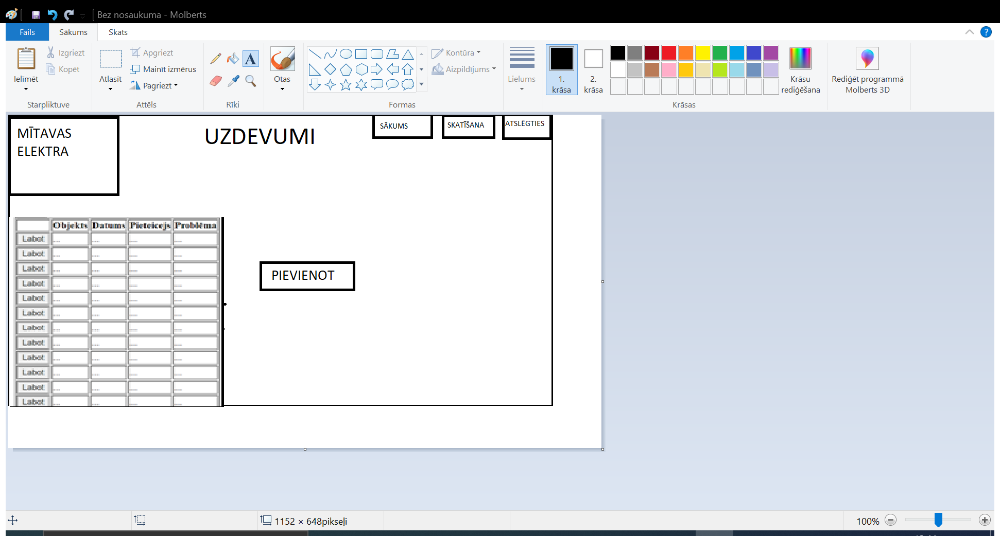 Bez nosaukuma - Molberts
Fails Sākums Skats
Ielīmēt
Izgriezt
Kopēt
Starpliktuve
Atlasīt
Apgriezt
Mainīt izmērus
Pagriezt
Attēls
A
Rīki
Otas
Formas
Kontūra
Aizpildījums
Lielums
1. krāsa
2. krāsa
Krāsas
Krāsu rediģēšana
Rediģēt programmā Molberts 3D
MĪTAVAS
ELEKTRA
UZDEVUMI
SĀKUMS
SKATĪŠANA
ATSLĒGTIES
Objekts Datums Pieteicejs Problēma
Labot ... ... ... ...
Labot ... ... ... ...
Labot ... ... ... ...
Labot ... ... ... ...
Labot ... ... ... ...
Labot ... ... ... ...
Labot ... ... ... ...
Labot ... ... ... ...
Labot ... ... ... ...
Labot ... ... ... ...
Labot ... ... ... ...
Labot ... ... ... ...
PIEVIENOT
1152 × 648pikseļi
100%